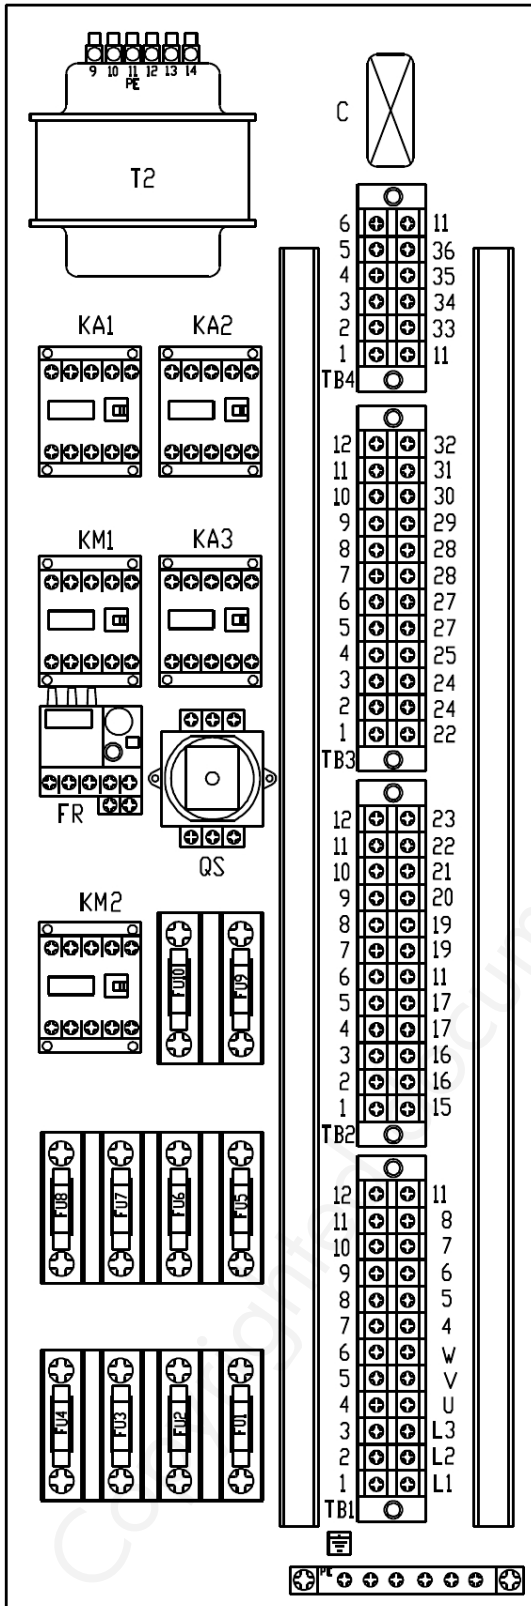 9 10 11 12 13 14
PE
T2
C
6 11
5 36
4 35
3 34
2 33
1 11
TB4
KA1 KA2
12 32
11 31
10 30
9 29
8 28
7 28
6 27
5 27
4 25
3 24
2 24
1 22
TB3
KM1 KA3
FR
QS
12 23
11 22
10 21
9 20
8 19
7 19
6 11
5 17
4 17
3 16
2 16
1 15
TB2
KM2
FU10 FU9
FU8 FU7 FU6 FU5
12 11
11 8
10 7
9 6
8 5
7 4
6 W
5 V
4 U
3 L3
2 L2
1 L1
TB1
FU4 FU3 FU2 FU1
PE